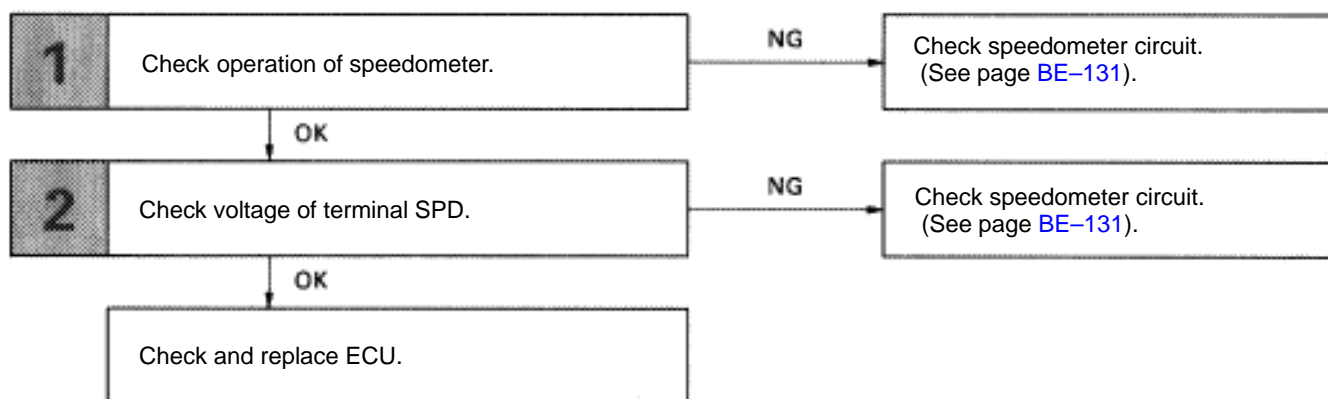 1
Check operation of speedometer.
NG
Check speedometer circuit.
(See page BE–131).
OK
2
Check voltage of terminal SPD.
NG
Check speedometer circuit.
(See page BE–131).
OK
Check and replace ECU.